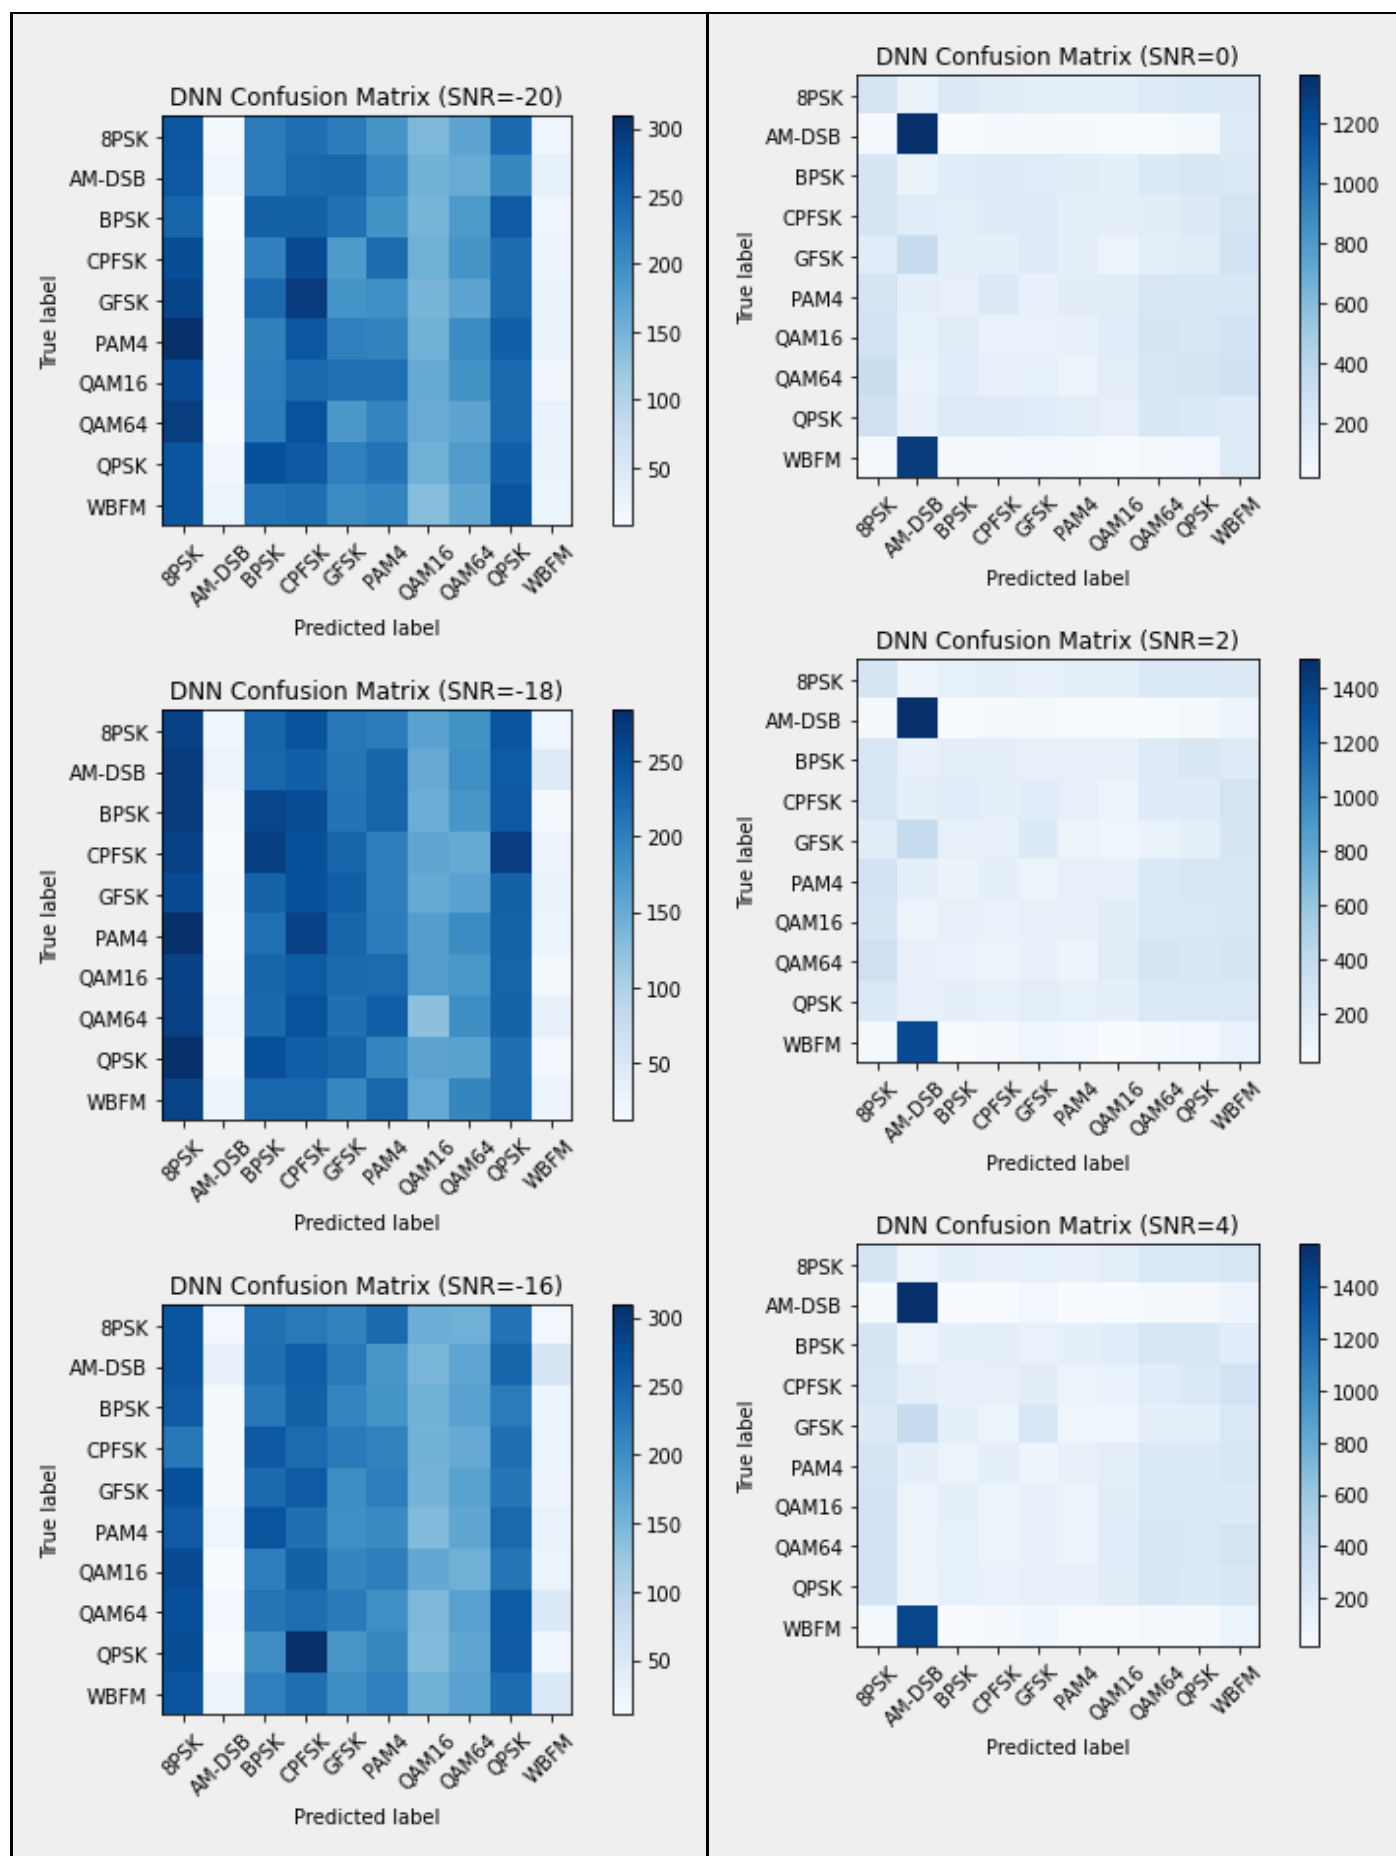 DNN Confusion Matrix (SNR=-20)
8PSK
AM-DSB
BPSK
CPFSK
GFSK
PAM4
QAM16
QAM64
QPSK
WBFM
True label
8PSK AM-DSB BPSK CPFSK GFSK PAM4 QAM16 QAM64 QPSK WBFM
Predicted label
300
250
200
150
100
50
DNN Confusion Matrix (SNR=-18)
8PSK
AM-DSB
BPSK
CPFSK
GFSK
PAM4
QAM16
QAM64
QPSK
WBFM
True label
8PSK AM-DSB BPSK CPFSK GFSK PAM4 QAM16 QAM64 QPSK WBFM
Predicted label
250
200
150
100
50
DNN Confusion Matrix (SNR=-16)
8PSK
AM-DSB
BPSK
CPFSK
GFSK
PAM4
QAM16
QAM64
QPSK
WBFM
True label
8PSK AM-DSB BPSK CPFSK GFSK PAM4 QAM16 QAM64 QPSK WBFM
Predicted label
300
250
200
150
100
50
DNN Confusion Matrix (SNR=0)
8PSK
AM-DSB
BPSK
CPFSK
GFSK
PAM4
QAM16
QAM64
QPSK
WBFM
True label
8PSK AM-DSB BPSK CPFSK GFSK PAM4 QAM16 QAM64 QPSK WBFM
Predicted label
1200
1000
800
600
400
200
DNN Confusion Matrix (SNR=2)
8PSK
AM-DSB
BPSK
CPFSK
GFSK
PAM4
QAM16
QAM64
QPSK
WBFM
True label
8PSK AM-DSB BPSK CPFSK GFSK PAM4 QAM16 QAM64 QPSK WBFM
Predicted label
1400
1200
1000
800
600
400
200
DNN Confusion Matrix (SNR=4)
8PSK
AM-DSB
BPSK
CPFSK
GFSK
PAM4
QAM16
QAM64
QPSK
WBFM
True label
8PSK AM-DSB BPSK CPFSK GFSK PAM4 QAM16 QAM64 QPSK WBFM
Predicted label
1400
1200
1000
800
600
400
200